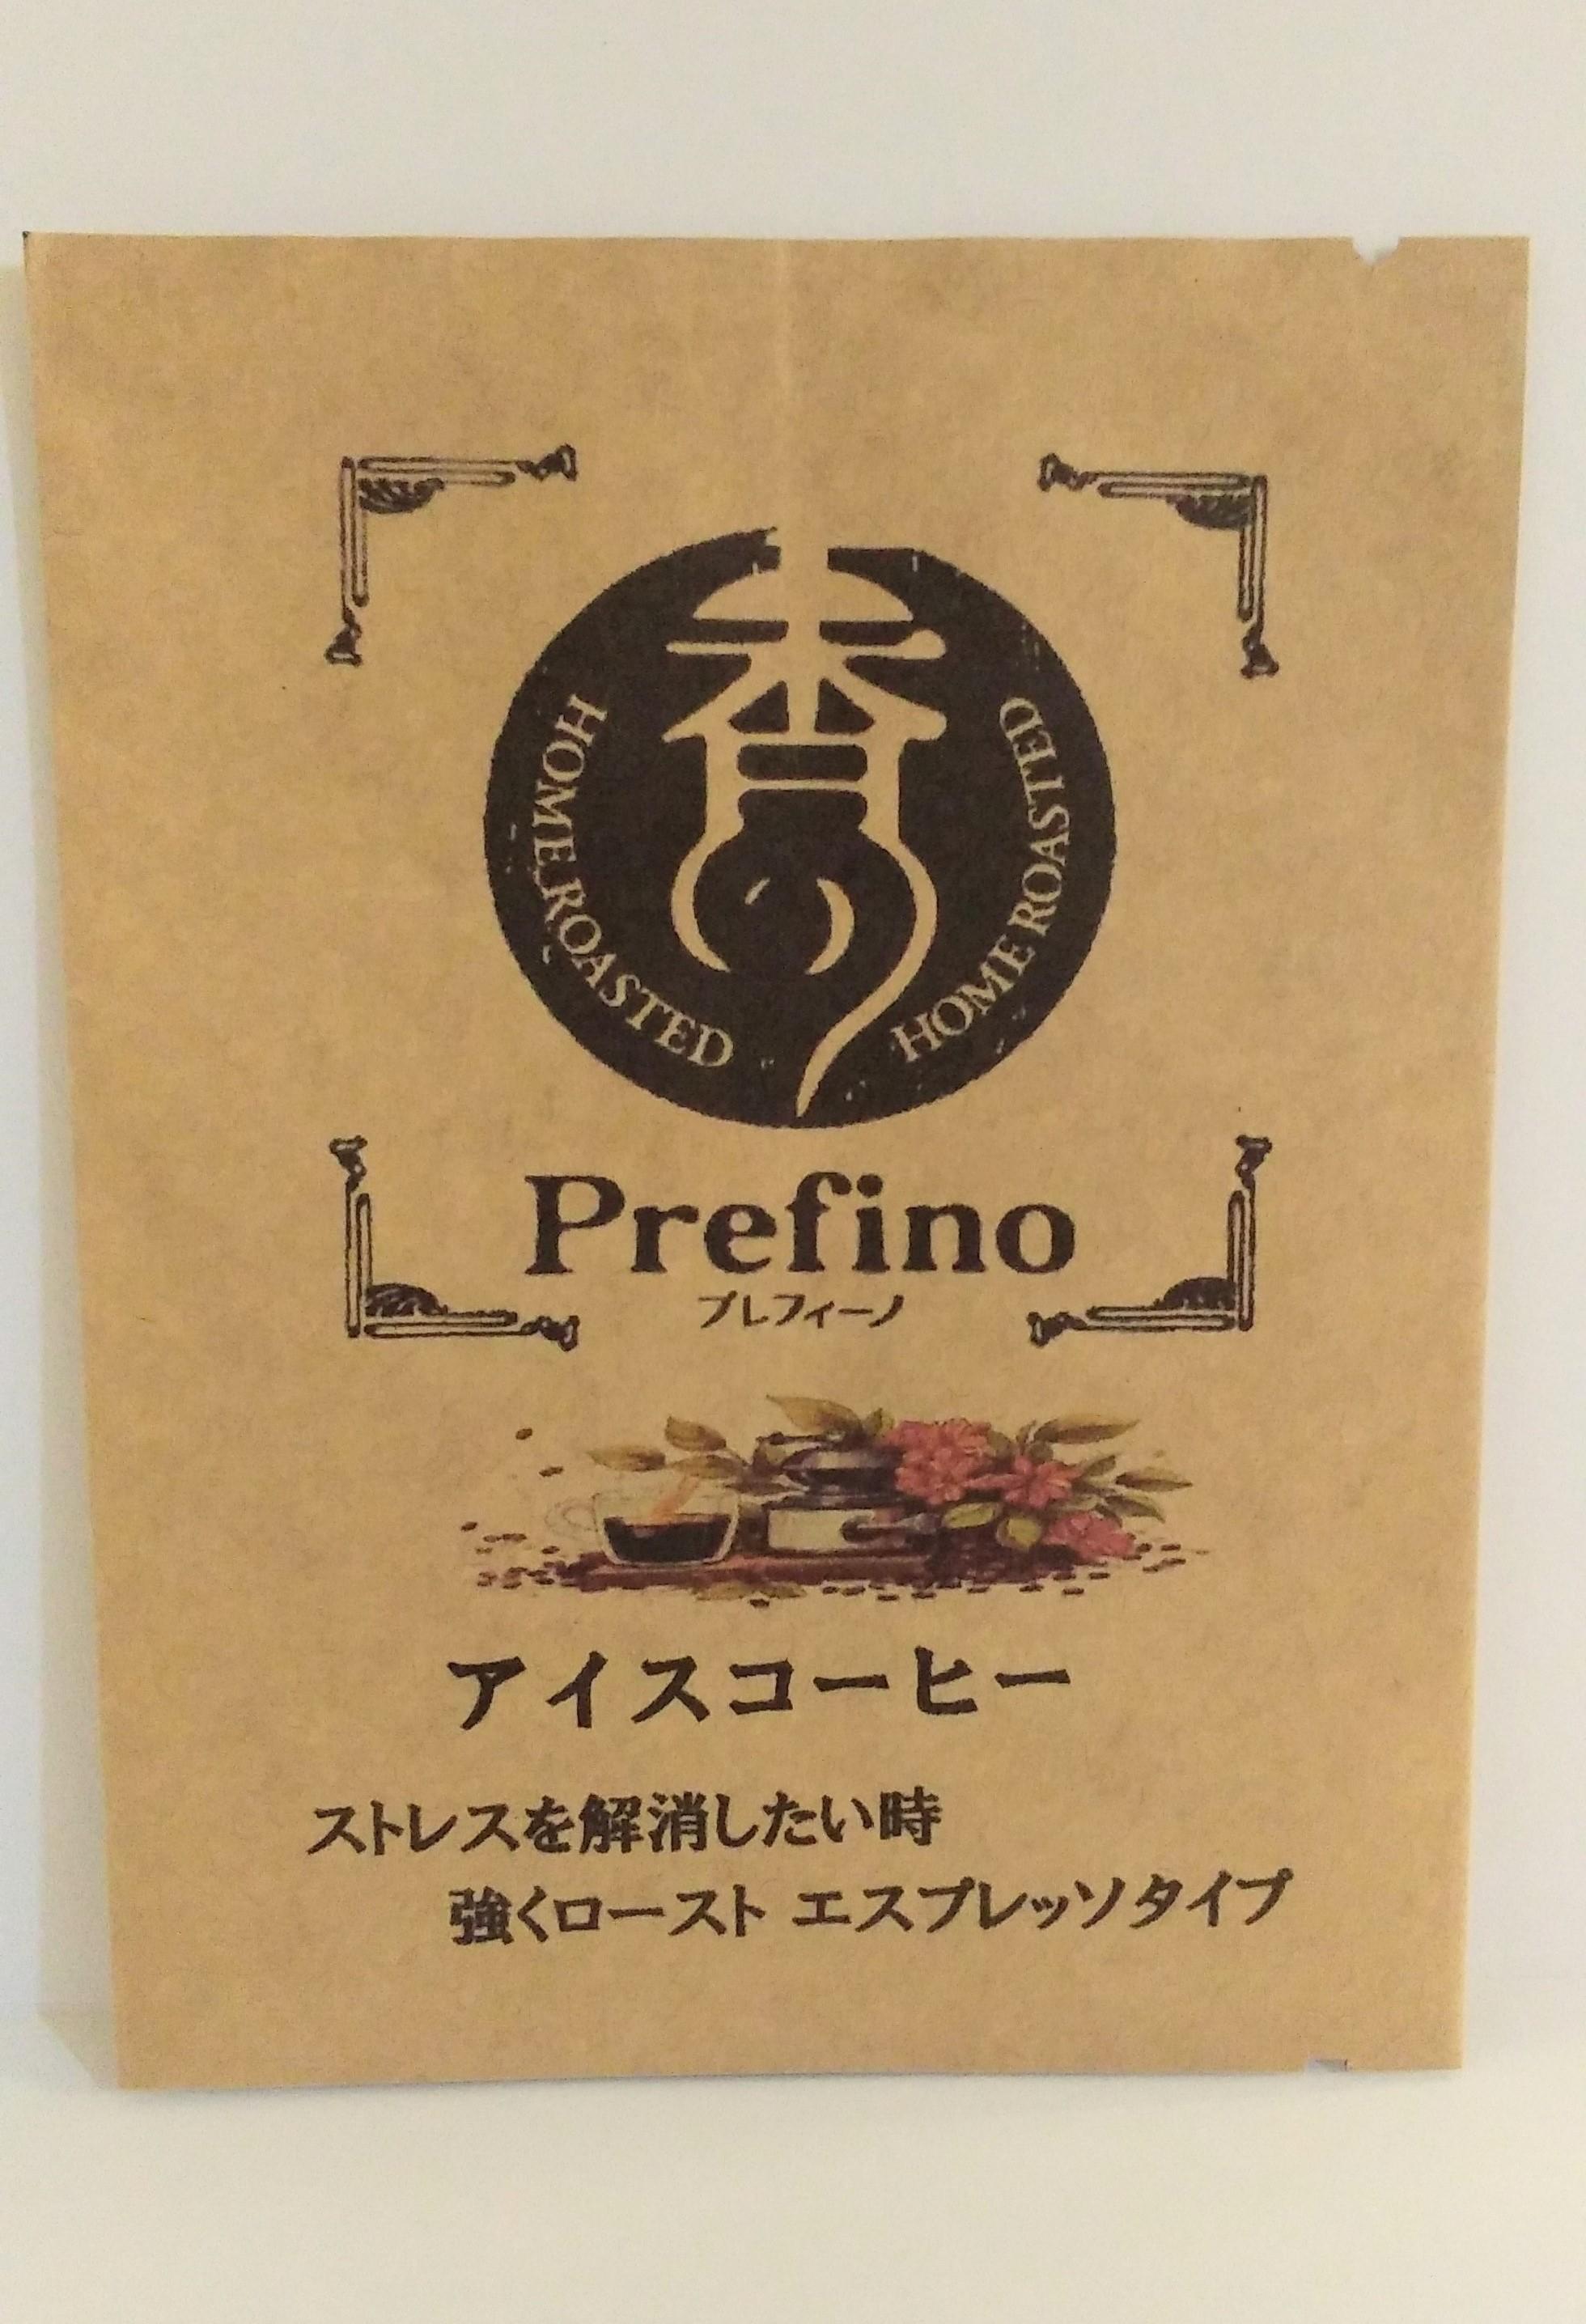 香
HOME ROASTED
HOME ROASTED
Prefino
プレフィーノ
アイスコーヒー
ストレスを解消したい時
強くロースト エスプレッソタイプ